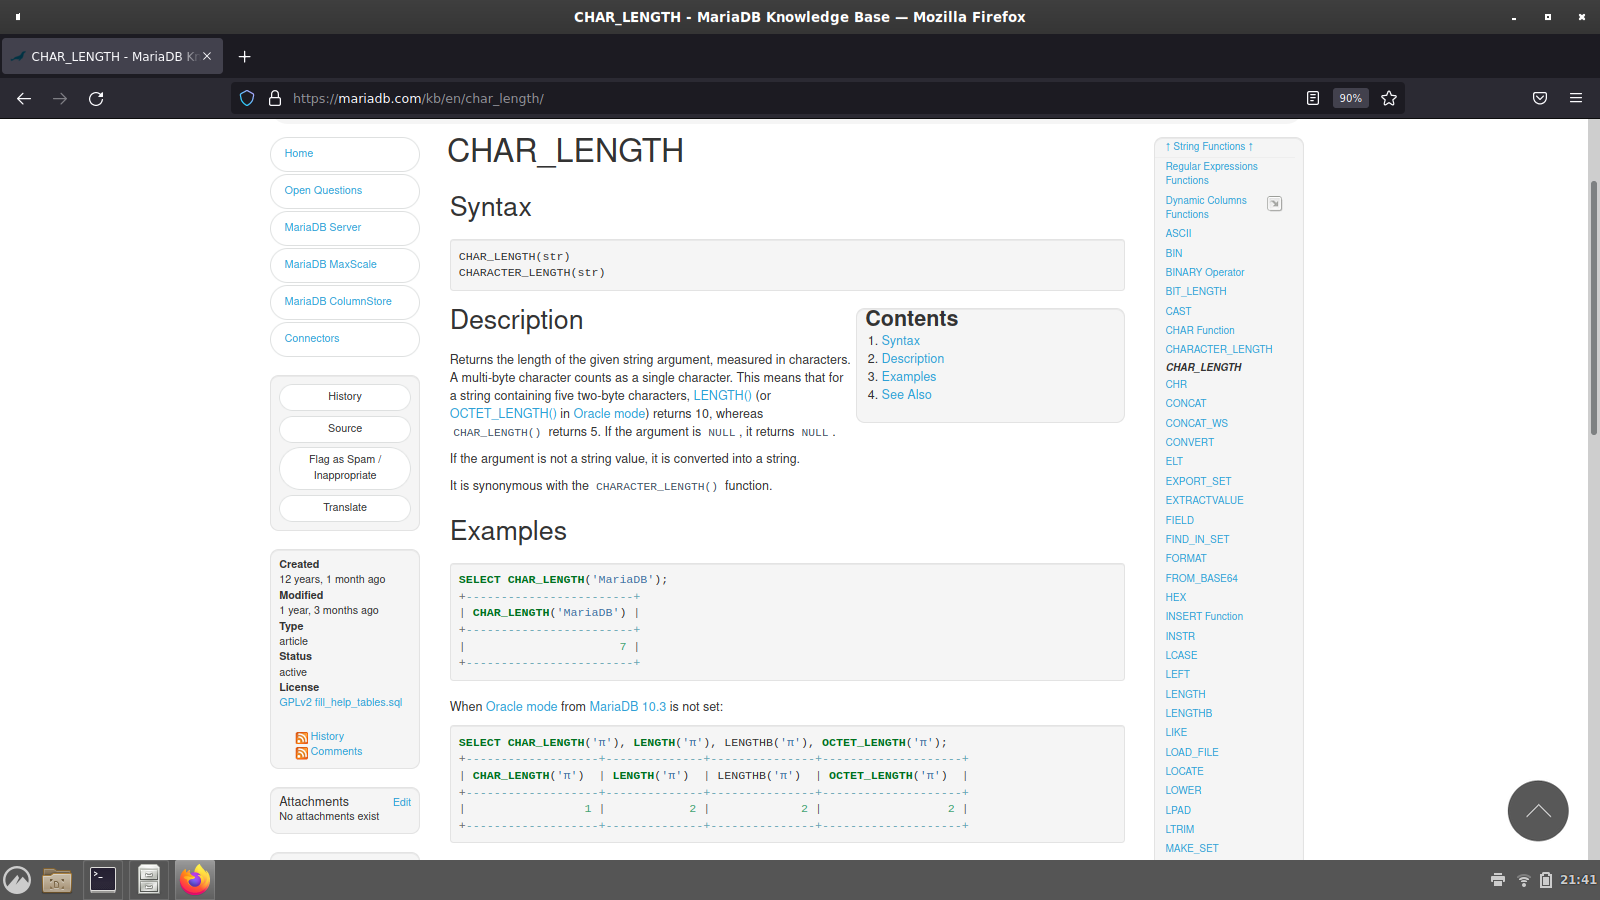 CHAR_LENGTH - MariaDB Knowledge Base — Mozilla Firefox
CHAR_LENGTH - MariaDB Kn
https://mariadb.com/kb/en/char_length/
90%
Home
Open Questions
MariaDB Server
MariaDB MaxScale
MariaDB ColumnStore
Connectors
History
Source
Flag as Spam /
Inappropriate
Translate
Created
12 years, 1 month ago
Modified
1 year, 3 months ago
Type
article
Status
active
License
GPLv2 fill_help_tables.sql
History
Comments
Attachments
Edit
No attachments exist
CHAR_LENGTH
Syntax
CHAR_LENGTH(str)
CHARACTER_LENGTH(str)
Description
Returns the length of the given string argument, measured in characters.
A multi-byte character counts as a single character. This means that for
a string containing five two-byte characters, LENGTH() (or
OCTET_LENGTH() in Oracle mode) returns 10, whereas
CHAR_LENGTH() returns 5. If the argument is NULL , it returns NULL .
If the argument is not a string value, it is converted into a string.
It is synonymous with the CHARACTER_LENGTH() function.
Contents
1. Syntax
2. Description
3. Examples
4. See Also
Examples
SELECT CHAR_LENGTH('MariaDB');
+------------------------+
| CHAR_LENGTH('MariaDB') |
+------------------------+
|                      7 |
+------------------------+
When Oracle mode from MariaDB 10.3 is not set:
SELECT CHAR_LENGTH('π'), LENGTH('π'), LENGTHB('π'), OCTET_LENGTH('π');
+-------------------+--------------+---------------+--------------------+
| CHAR_LENGTH('π')  | LENGTH('π')  | LENGTHB('π')  | OCTET_LENGTH('π')  |
+-------------------+--------------+---------------+--------------------+
|                 1 |            2 |             2 |                  2 |
+-------------------+--------------+---------------+--------------------+
↑ String Functions ↑
Regular Expressions
Functions
Dynamic Columns
Functions
ASCII
BIN
BINARY Operator
BIT_LENGTH
CAST
CHAR Function
CHARACTER_LENGTH
CHAR_LENGTH
CHR
CONCAT
CONCAT_WS
CONVERT
ELT
EXPORT_SET
EXTRACTVALUE
FIELD
FIND_IN_SET
FORMAT
FROM_BASE64
HEX
INSERT Function
INSTR
LCASE
LEFT
LENGTH
LENGTHB
LIKE
LOAD_FILE
LOCATE
LOWER
LPAD
LTRIM
MAKE_SET
21:41